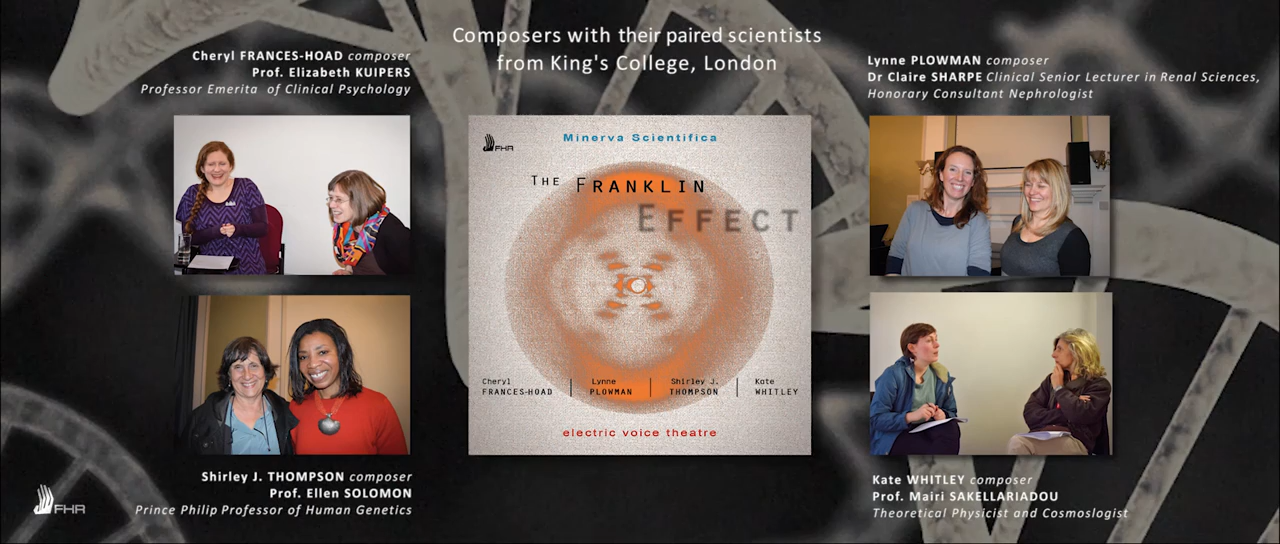 Composers with their paired scientists
from King's College, London
Cheryl FRANCES-HOAD composer
Prof. Elizabeth KUIPERS
Professor Emerita of Clinical Psychology
Lynne PLOWMAN composer
Dr Claire SHARPE Clinical Senior Lecturer in Renal Sciences,
Honorary Consultant Nephrologist
FHR
Minerva Scientifica
THE FRANKLIN
EFFECT
Cheryl
FRANCES-HOAD
Lynne
PLOWMAN
Shirley J.
THOMPSON
Kate
WHITLEY
electric voice theatre
Shirley J. THOMPSON composer
Prof. Ellen SOLOMON
Prince Philip Professor of Human Genetics
Kate WHITLEY composer
Prof. Mairi SAKELLARIADOU
Theoretical Physicist and Cosmoslogist
FHR